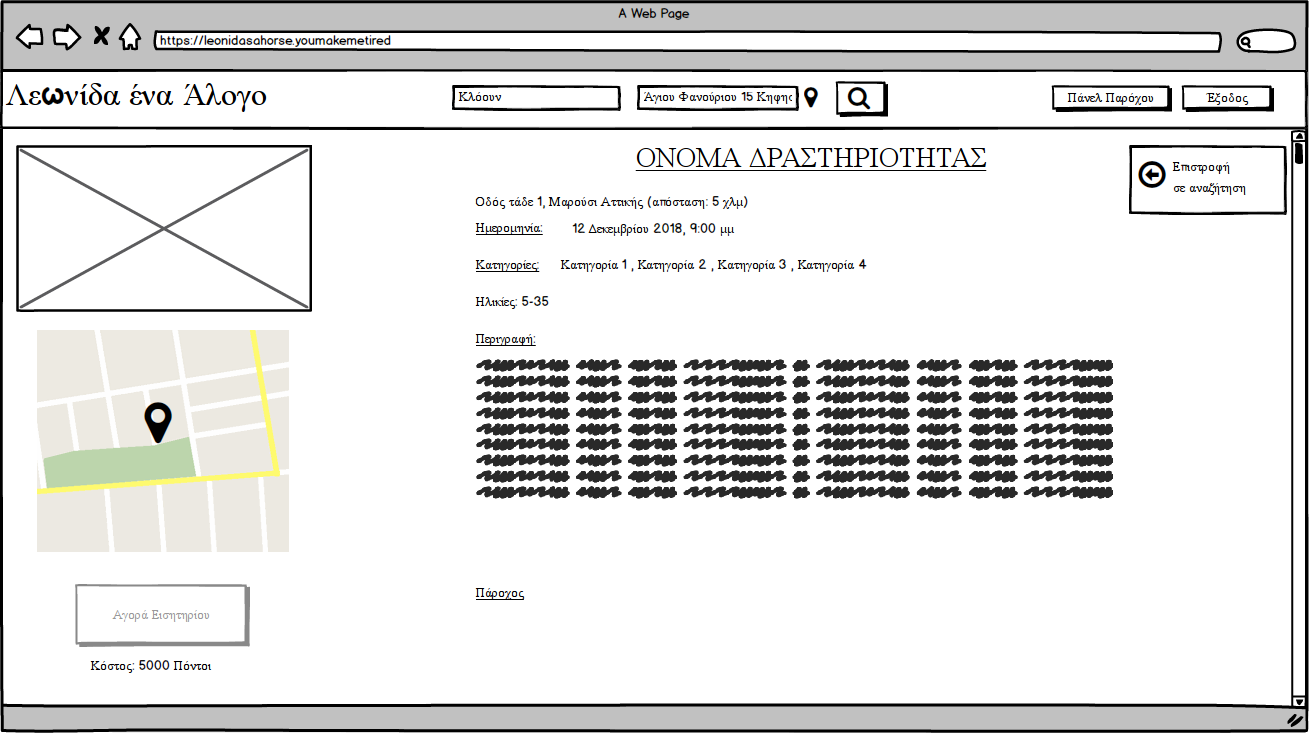 A Web Page
https://leonidasahorse.youmakemetired
Λεωνίδα ένα Άλογο
Κλόουν
Άγιου Φανούριου 15 Κηφης
Πάνελ Παρόχου
Έξοδος
ΟΝΟΜΑ ΔΡΑΣΤΗΡΙΟΤΗΤΑΣ
Επιστροφή
σε αναζήτηση
Οδός τάδε 1, Μαρούσι Αττικής (απόσταση: 5 χλμ)
Ημερομηνία: 12 Δεκεμβρίου 2018, 9:00 μμ
Κατηγορίες: Κατηγορία 1 , Κατηγορία 2 , Κατηγορία 3 , Κατηγορία 4
Ηλικίες: 5-35
Περιγραφή:
Πάροχος
Αγορά Εισητηρίου
Κόστος: 5000 Πόντοι